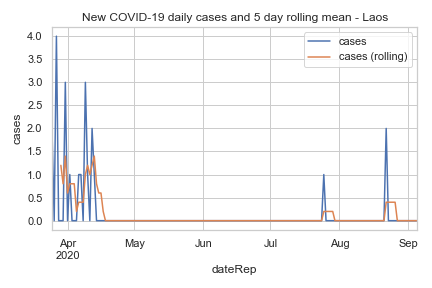 New COVID-19 daily cases and 5 day rolling mean - Laos
cases
cases (rolling)
4.0
3.5
3.0
2.5
2.0
1.5
1.0
0.5
0.0
cases
Apr
2020
May
Jun
Jul
Aug
Sep
dateRep